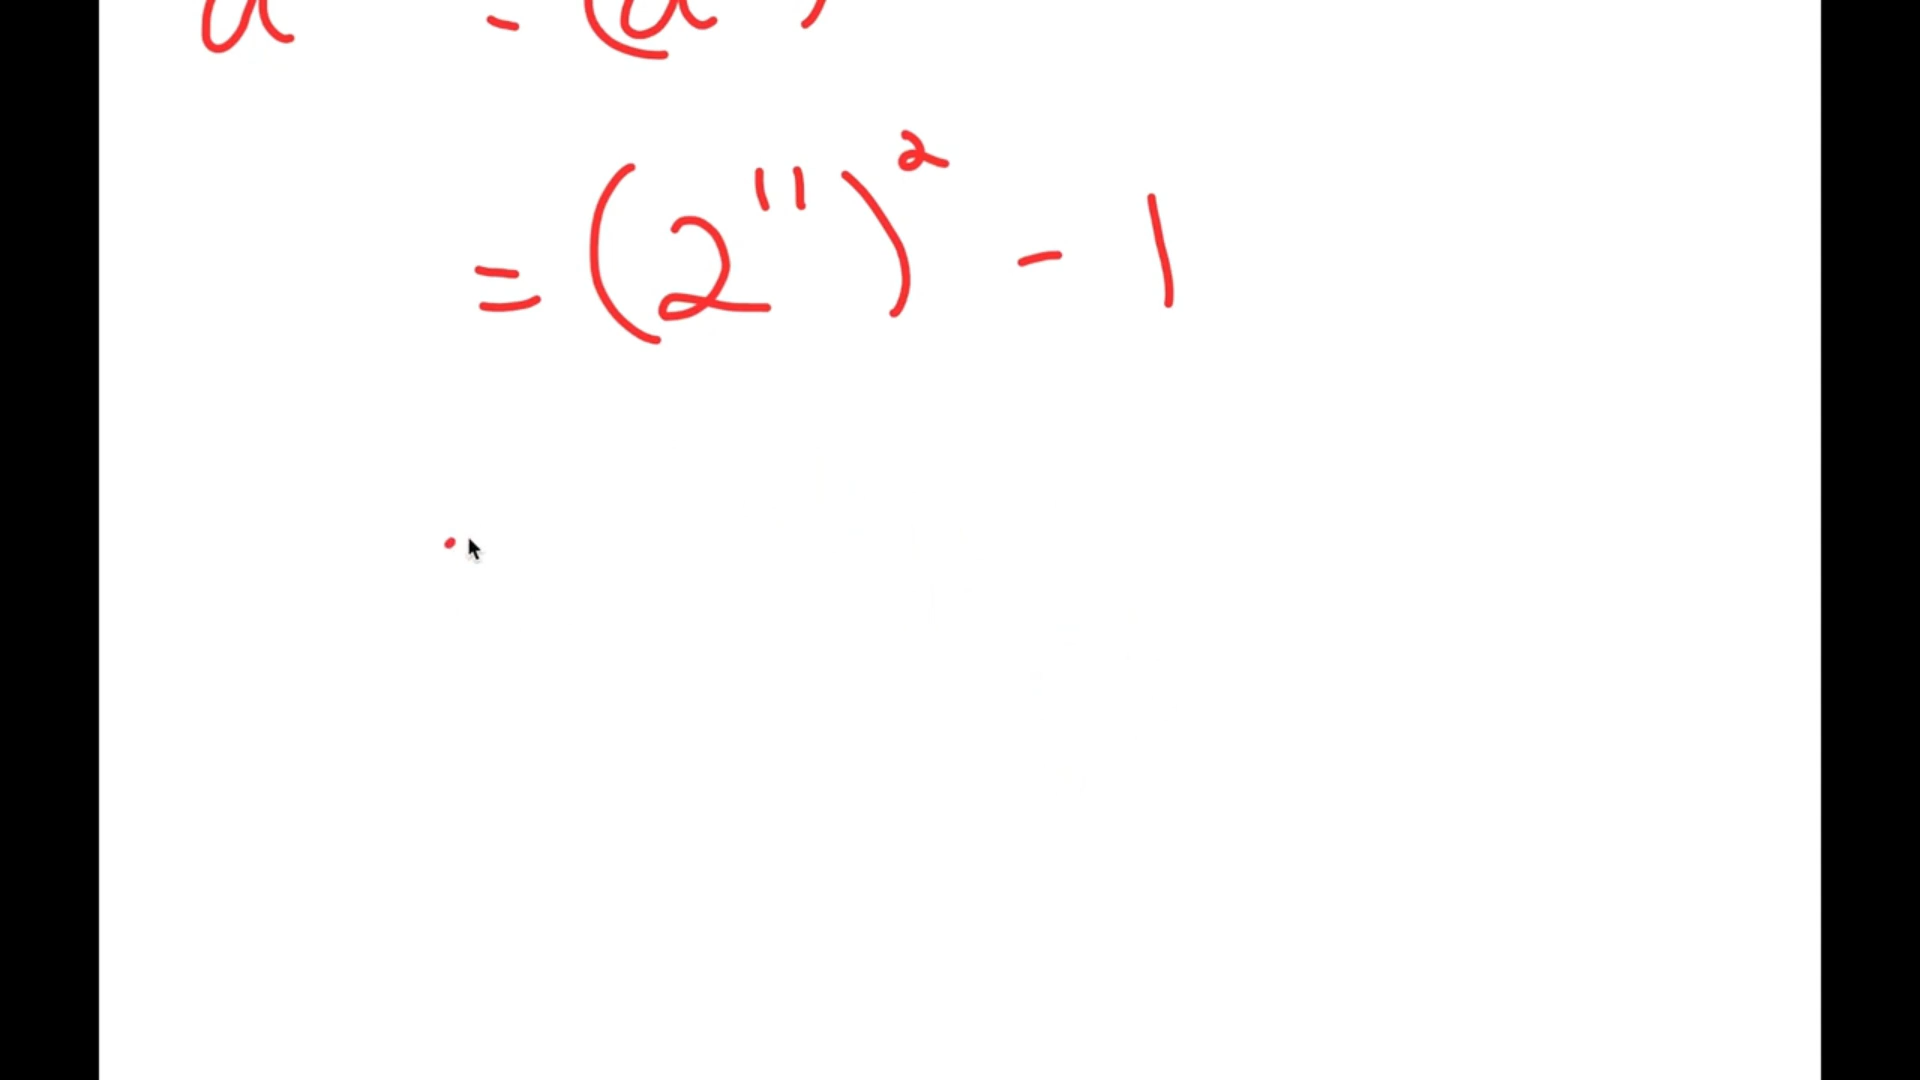 = (2¹¹)² - 1